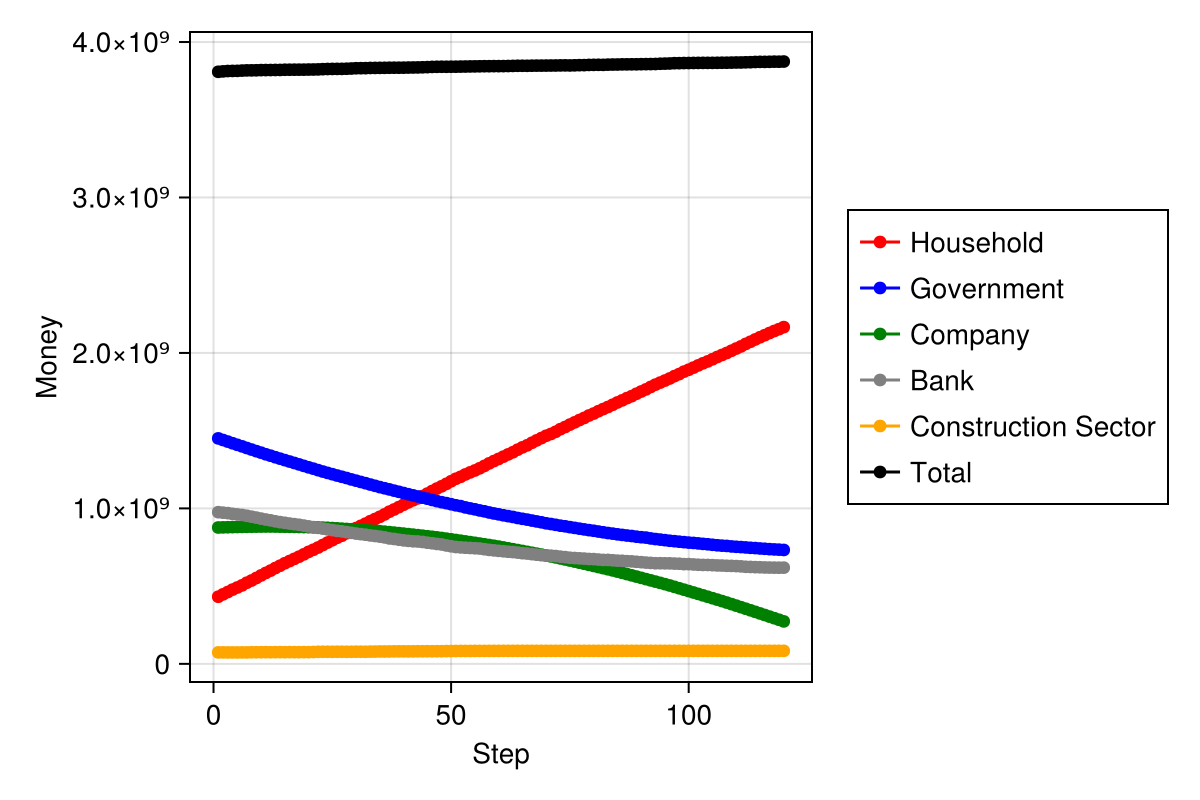 4.0×10⁹
3.0×10⁹
2.0×10⁹
1.0×10⁹
0
Money
0 50 100
Step
Household
Government
Company
Bank
Construction Sector
Total